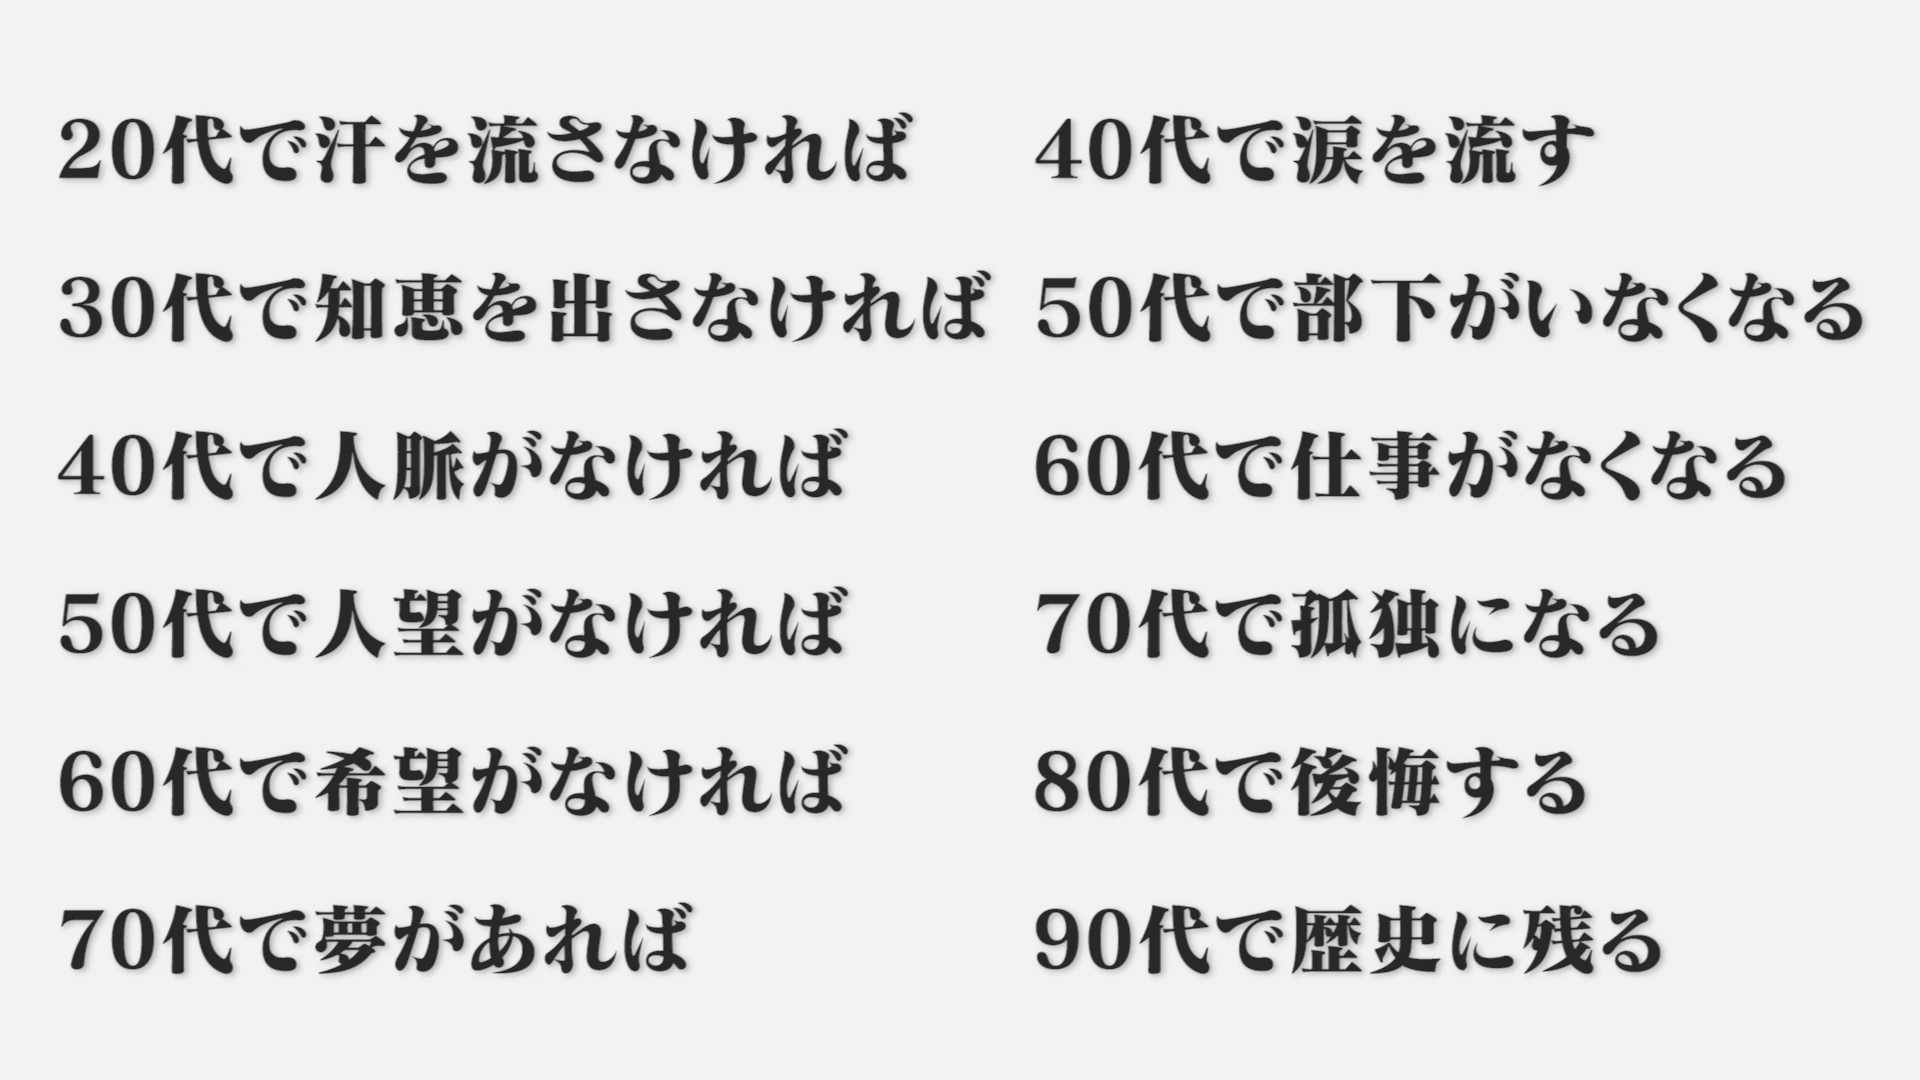 20代で汗を流さなければ 40代で涙を流す
30代で知恵を出さなければ 50代で部下がいなくなる
40代で人脈がなければ 60代で仕事がなくなる
50代で人望がなければ 70代で孤独になる
60代で希望がなければ 80代で後悔する
70代で夢があれば 90代で歴史に残る